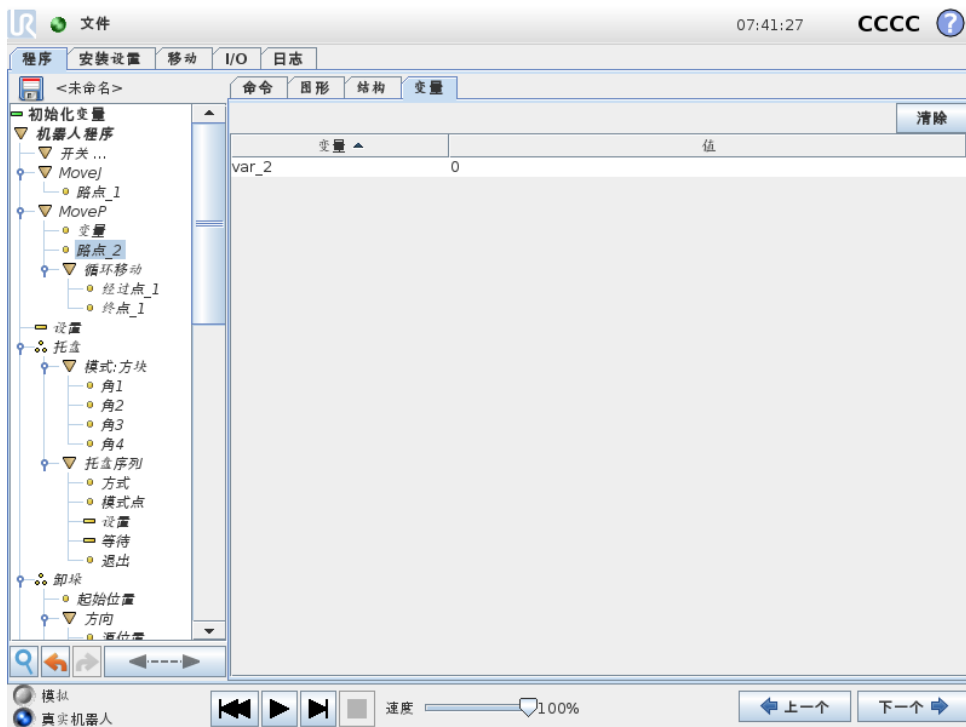 UR 文件 07:41:27 CCCC ?
程序 安装设置 移动 I/O 日志
<未命名> 命令 图形 结构 变量
清除
变量 值
var_2 0
初始化变量
机器人程序
开关 ...
MoveJ
路点_1
MoveP
变量
路点_2
循环移动
经过点_1
终点_1
设置
托盘
模式:方块
角1
角2
角3
角4
托盘序列
方式
模式点
设置
等待
退出
卸垛
起始位置
方向
源位置
模拟
真实机器人
速度 100% 上一个 下一个